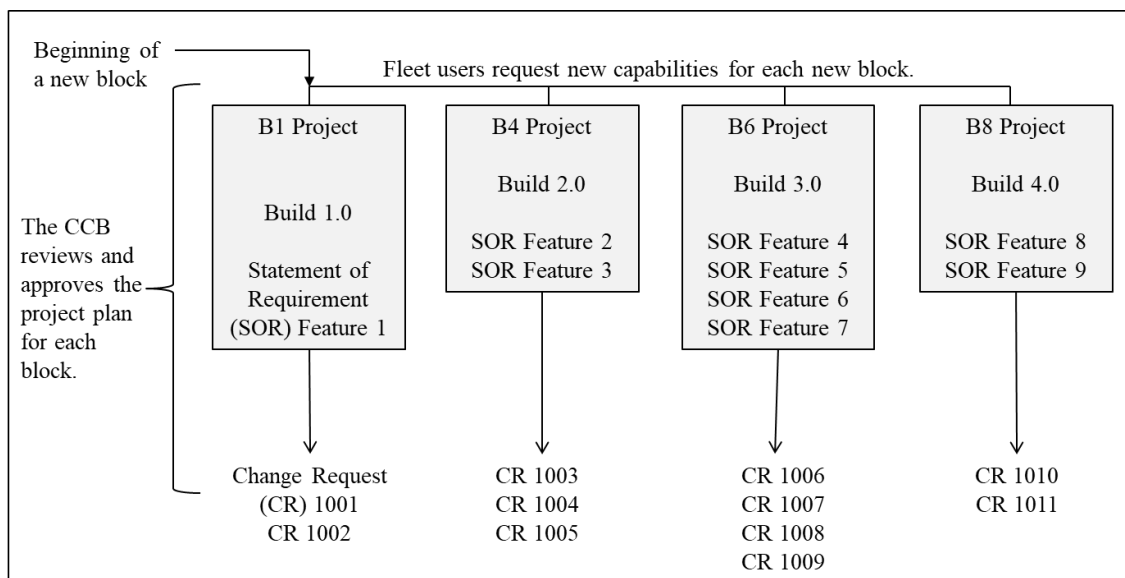 Beginning of
a new block
Fleet users request new capabilities for each new block.
The CCB
reviews and
approves the
project plan
for each
block.
B1 Project
Build 1.0
Statement of
Requirement
(SOR) Feature 1
Change Request
(CR) 1001
CR 1002
B4 Project
Build 2.0
SOR Feature 2
SOR Feature 3
CR 1003
CR 1004
CR 1005
B6 Project
Build 3.0
SOR Feature 4
SOR Feature 5
SOR Feature 6
SOR Feature 7
CR 1006
CR 1007
CR 1008
CR 1009
B8 Project
Build 4.0
SOR Feature 8
SOR Feature 9
CR 1010
CR 1011